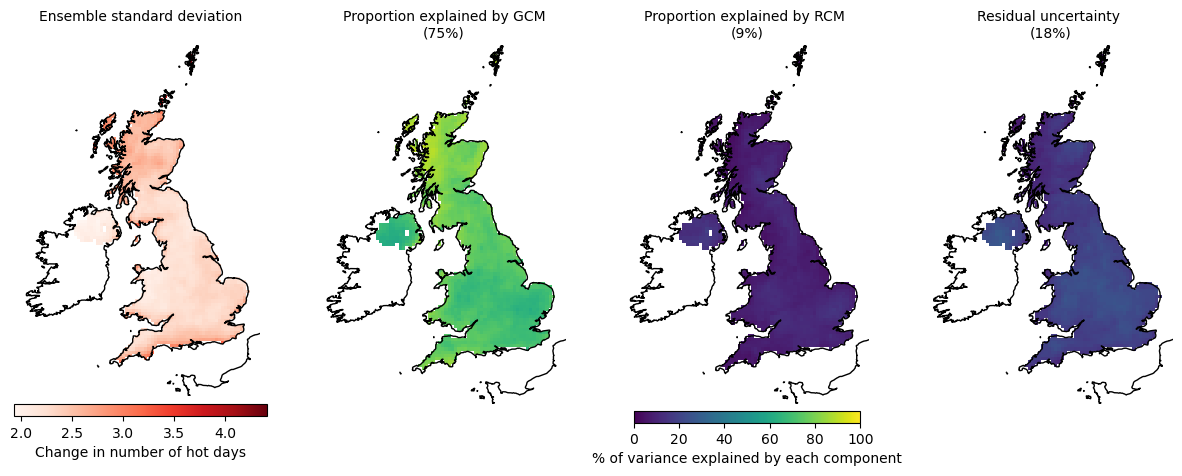 Ensemble standard deviation
Proportion explained by GCM
(75%)
Proportion explained by RCM
(9%)
Residual uncertainty
(18%)
2.0 2.5 3.0 3.5 4.0
Change in number of hot days
0 20 40 60 80 100
% of variance explained by each component